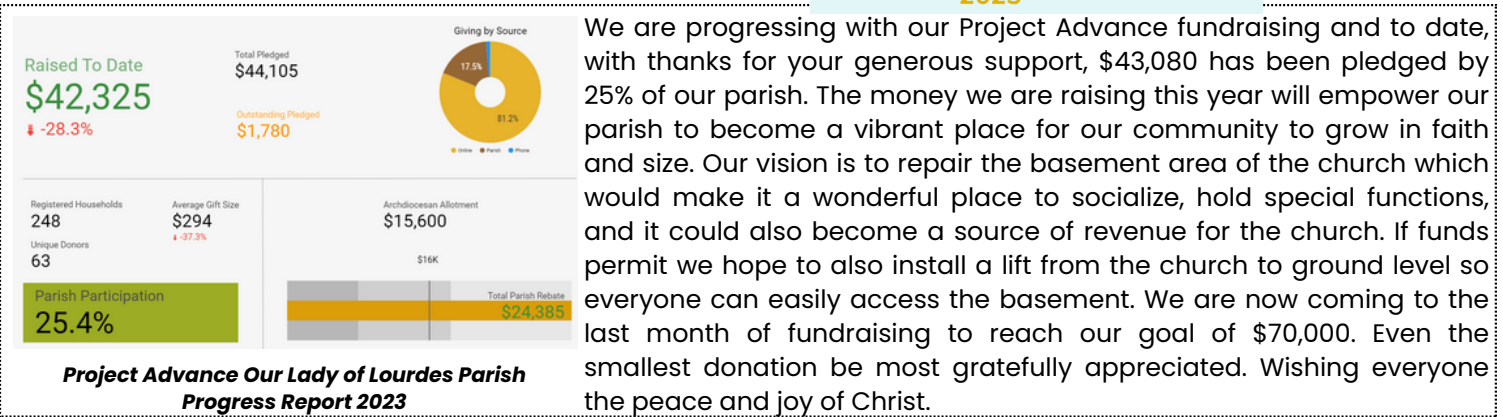 2023
Giving by Source
Raised To Date
$42,325
-28.3%
Total Pledged
$44,105
Outstanding Pledged
$1,780
17.5%
81.2%
Online Parish Phone
Registered Households
248
Average Gift Size
$294
-37.3%
Unique Donors
63
Parish Participation
25.4%
Archdiocesan Allotment
$15,600
$16K
Total Parish Rebate
$24,385
Project Advance Our Lady of Lourdes Parish
Progress Report 2023
We are progressing with our Project Advance fundraising and to date,
with thanks for your generous support, $43,080 has been pledged by
25% of our parish. The money we are raising this year will empower our
parish to become a vibrant place for our community to grow in faith
and size. Our vision is to repair the basement area of the church which
would make it a wonderful place to socialize, hold special functions,
and it could also become a source of revenue for the church. If funds
permit we hope to also install a lift from the church to ground level so
everyone can easily access the basement. We are now coming to the
last month of fundraising to reach our goal of $70,000. Even the
smallest donation be most gratefully appreciated. Wishing everyone
the peace and joy of Christ.